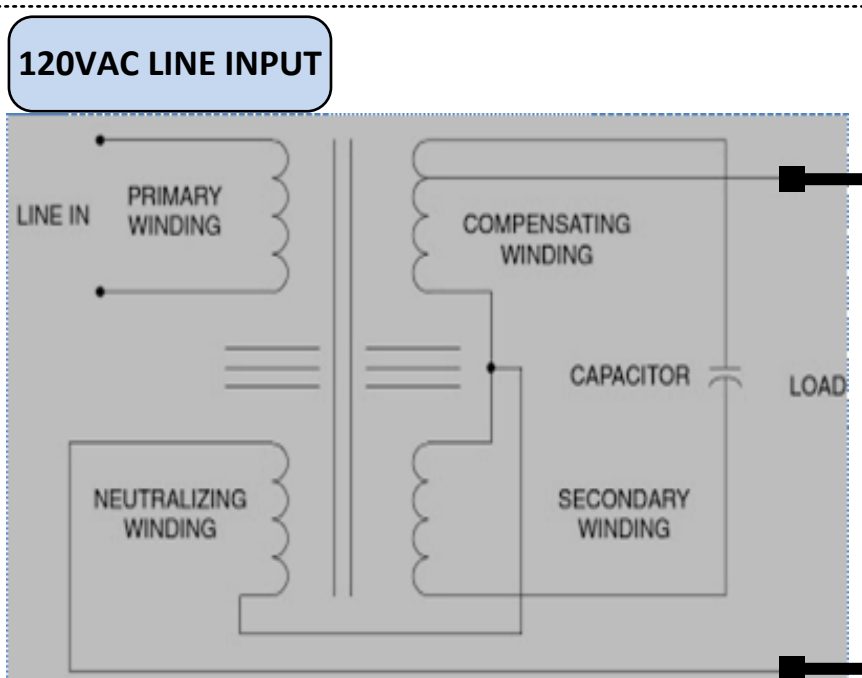 120VAC LINE INPUT
LINE IN
PRIMARY
WINDING
COMPENSATING
WINDING
CAPACITOR
LOAD
NEUTRALIZING
WINDING
SECONDARY
WINDING